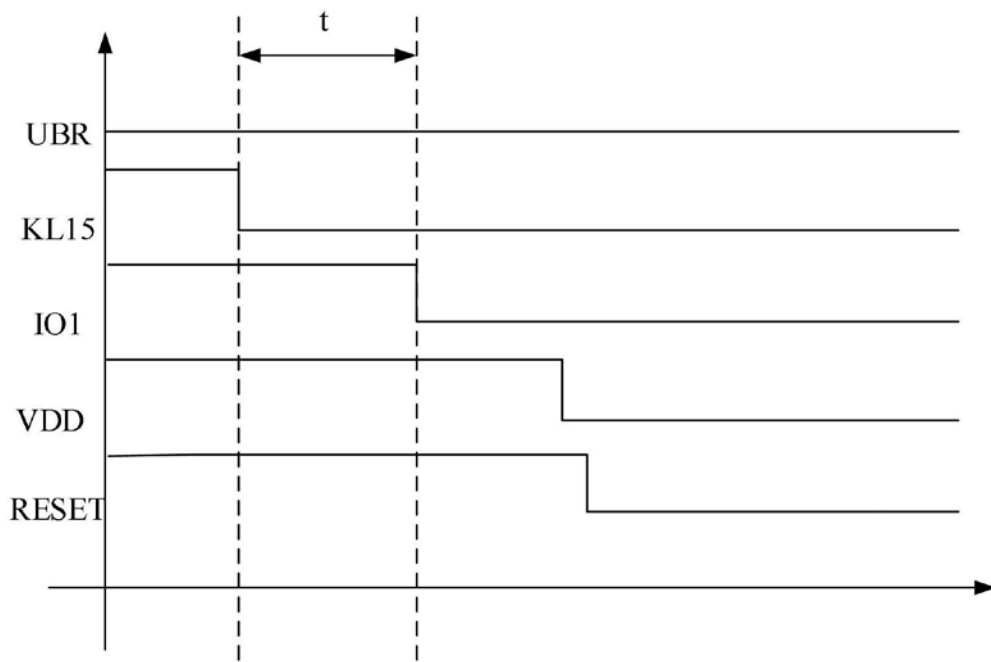 t
UBR
KL15
IO1
VDD
RESET